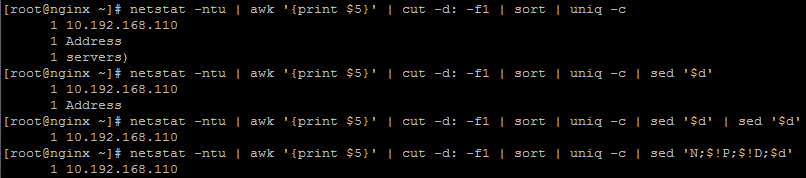 [root@nginx ~]# netstat -ntu | awk '{print $5}' | cut -d: -f1 | sort | uniq -c
      1 10.192.168.110
      1 Address
      1 servers)
[root@nginx ~]# netstat -ntu | awk '{print $5}' | cut -d: -f1 | sort | uniq -c | sed '$d'
      1 10.192.168.110
      1 Address
[root@nginx ~]# netstat -ntu | awk '{print $5}' | cut -d: -f1 | sort | uniq -c | sed '$d' | sed '$d'
      1 10.192.168.110
[root@nginx ~]# netstat -ntu | awk '{print $5}' | cut -d: -f1 | sort | uniq -c | sed 'N;$!P;$!D;$d'
      1 10.192.168.110